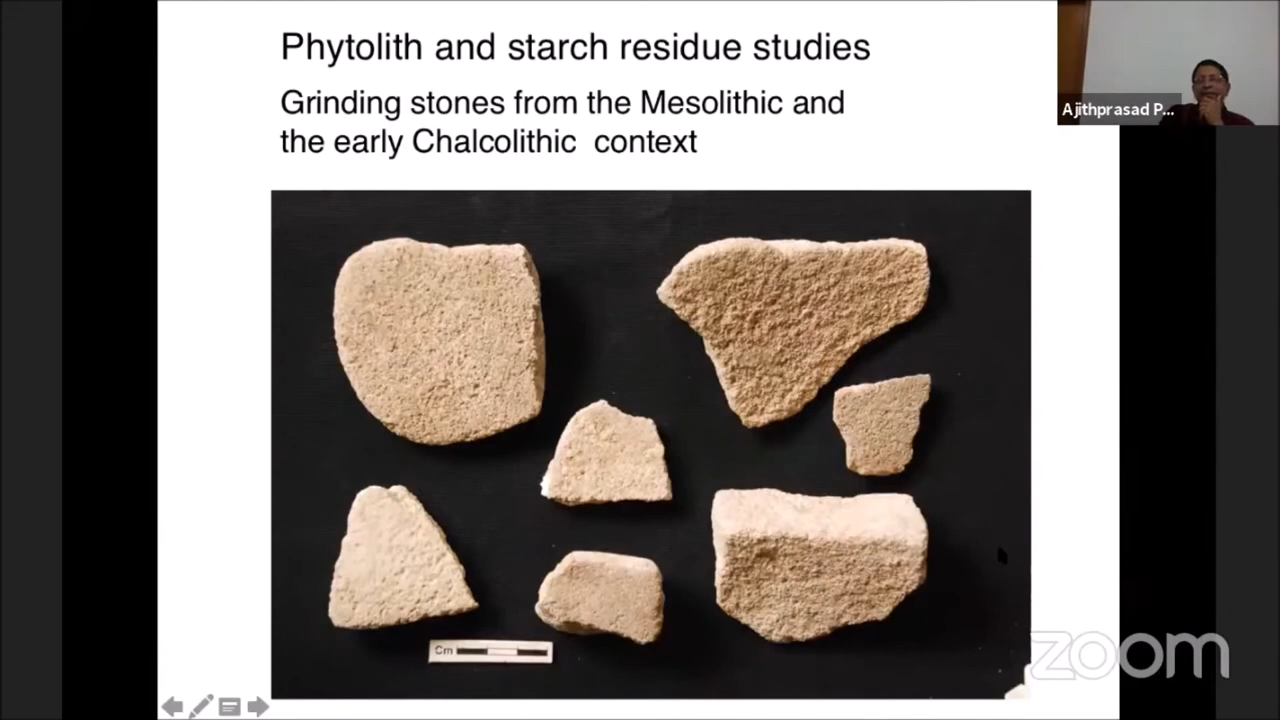 Phytolith and starch residue studies
Grinding stones from the Mesolithic and
the early Chalcolithic context
Ajithprasad P...
Cm
zoom